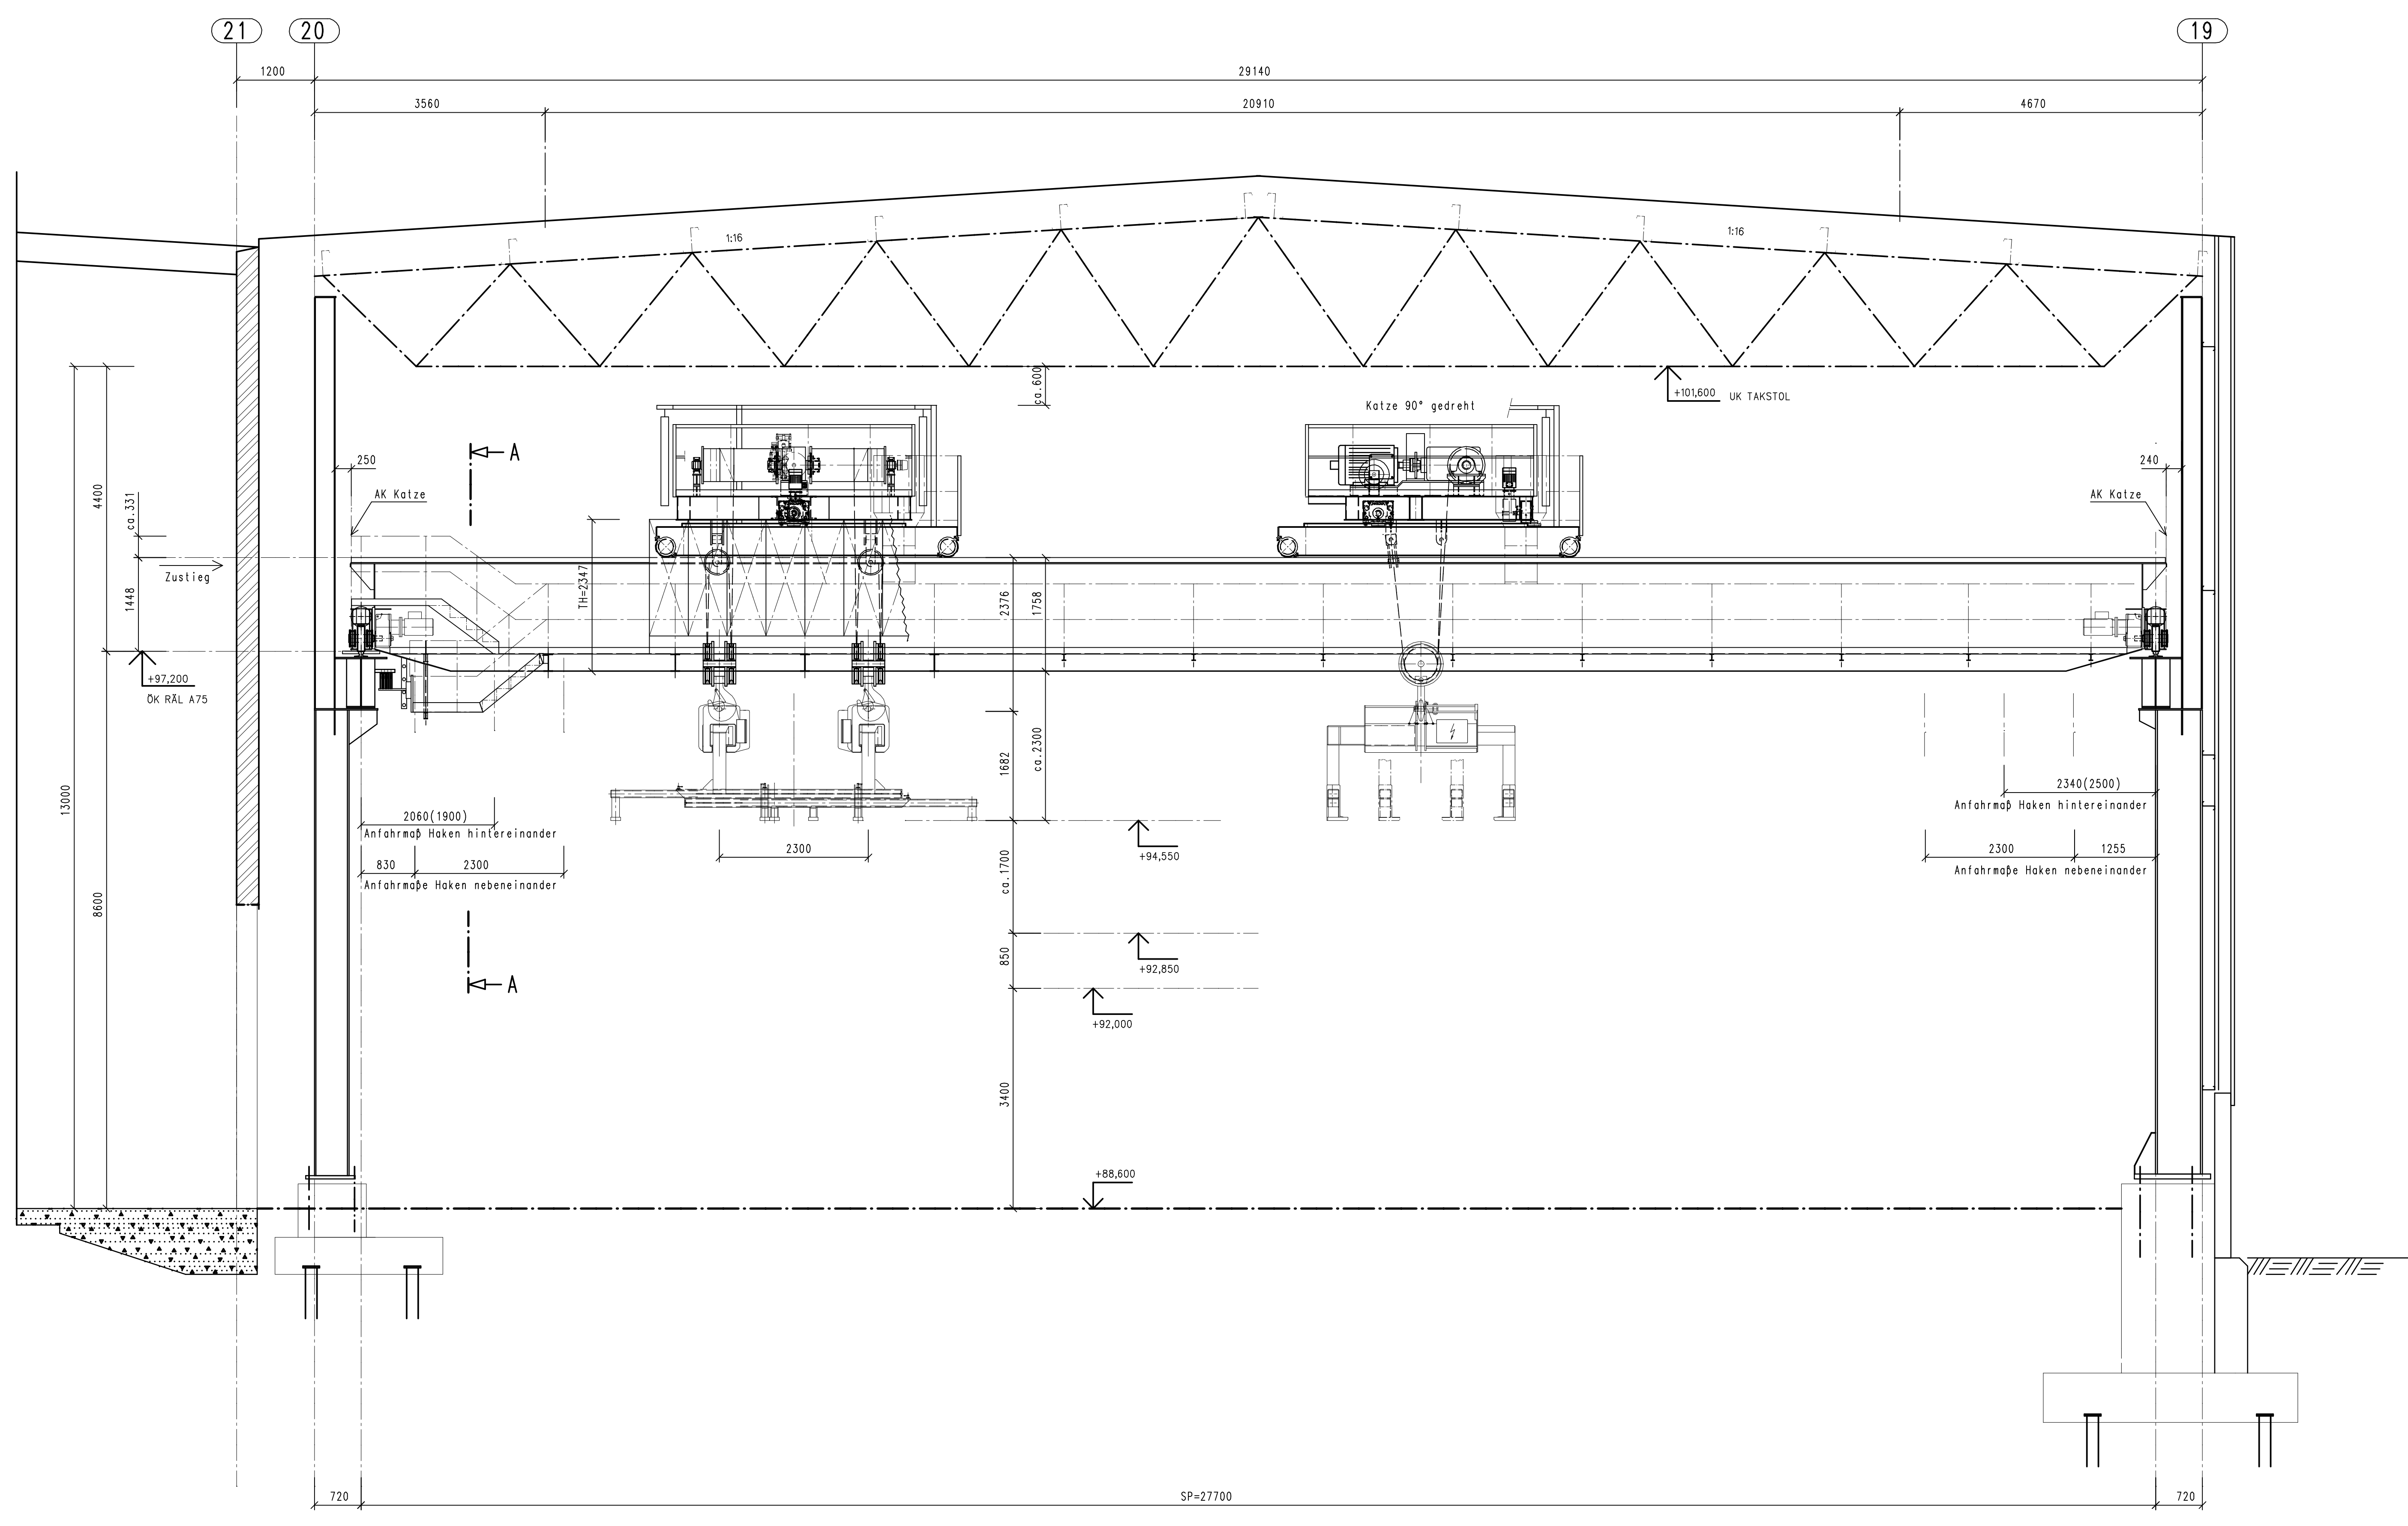 21
20
19
1200
29140
3560
20910
4670
1:16
1:16
ca.600
+101,600
UK TAKSTOL
Katze 90° gedreht
250
A
AK Katze
240
AK Katze
4400
ca.331
Zustieg
1448
TH=2347
2376
1758
+97,200
ÖK RÄL A75
13000
8600
1682
ca.2300
2060(1900)
Anfahrmaß Haken hintereinander
830
2300
Anfahrmaße Haken nebeneinander
2300
2340(2500)
Anfahrmaß Haken hintereinander
2300
1255
Anfahrmaße Haken nebeneinander
+94,550
ca.1700
+92,850
850
A
+92,000
3400
+88,600
720
SP=27700
720